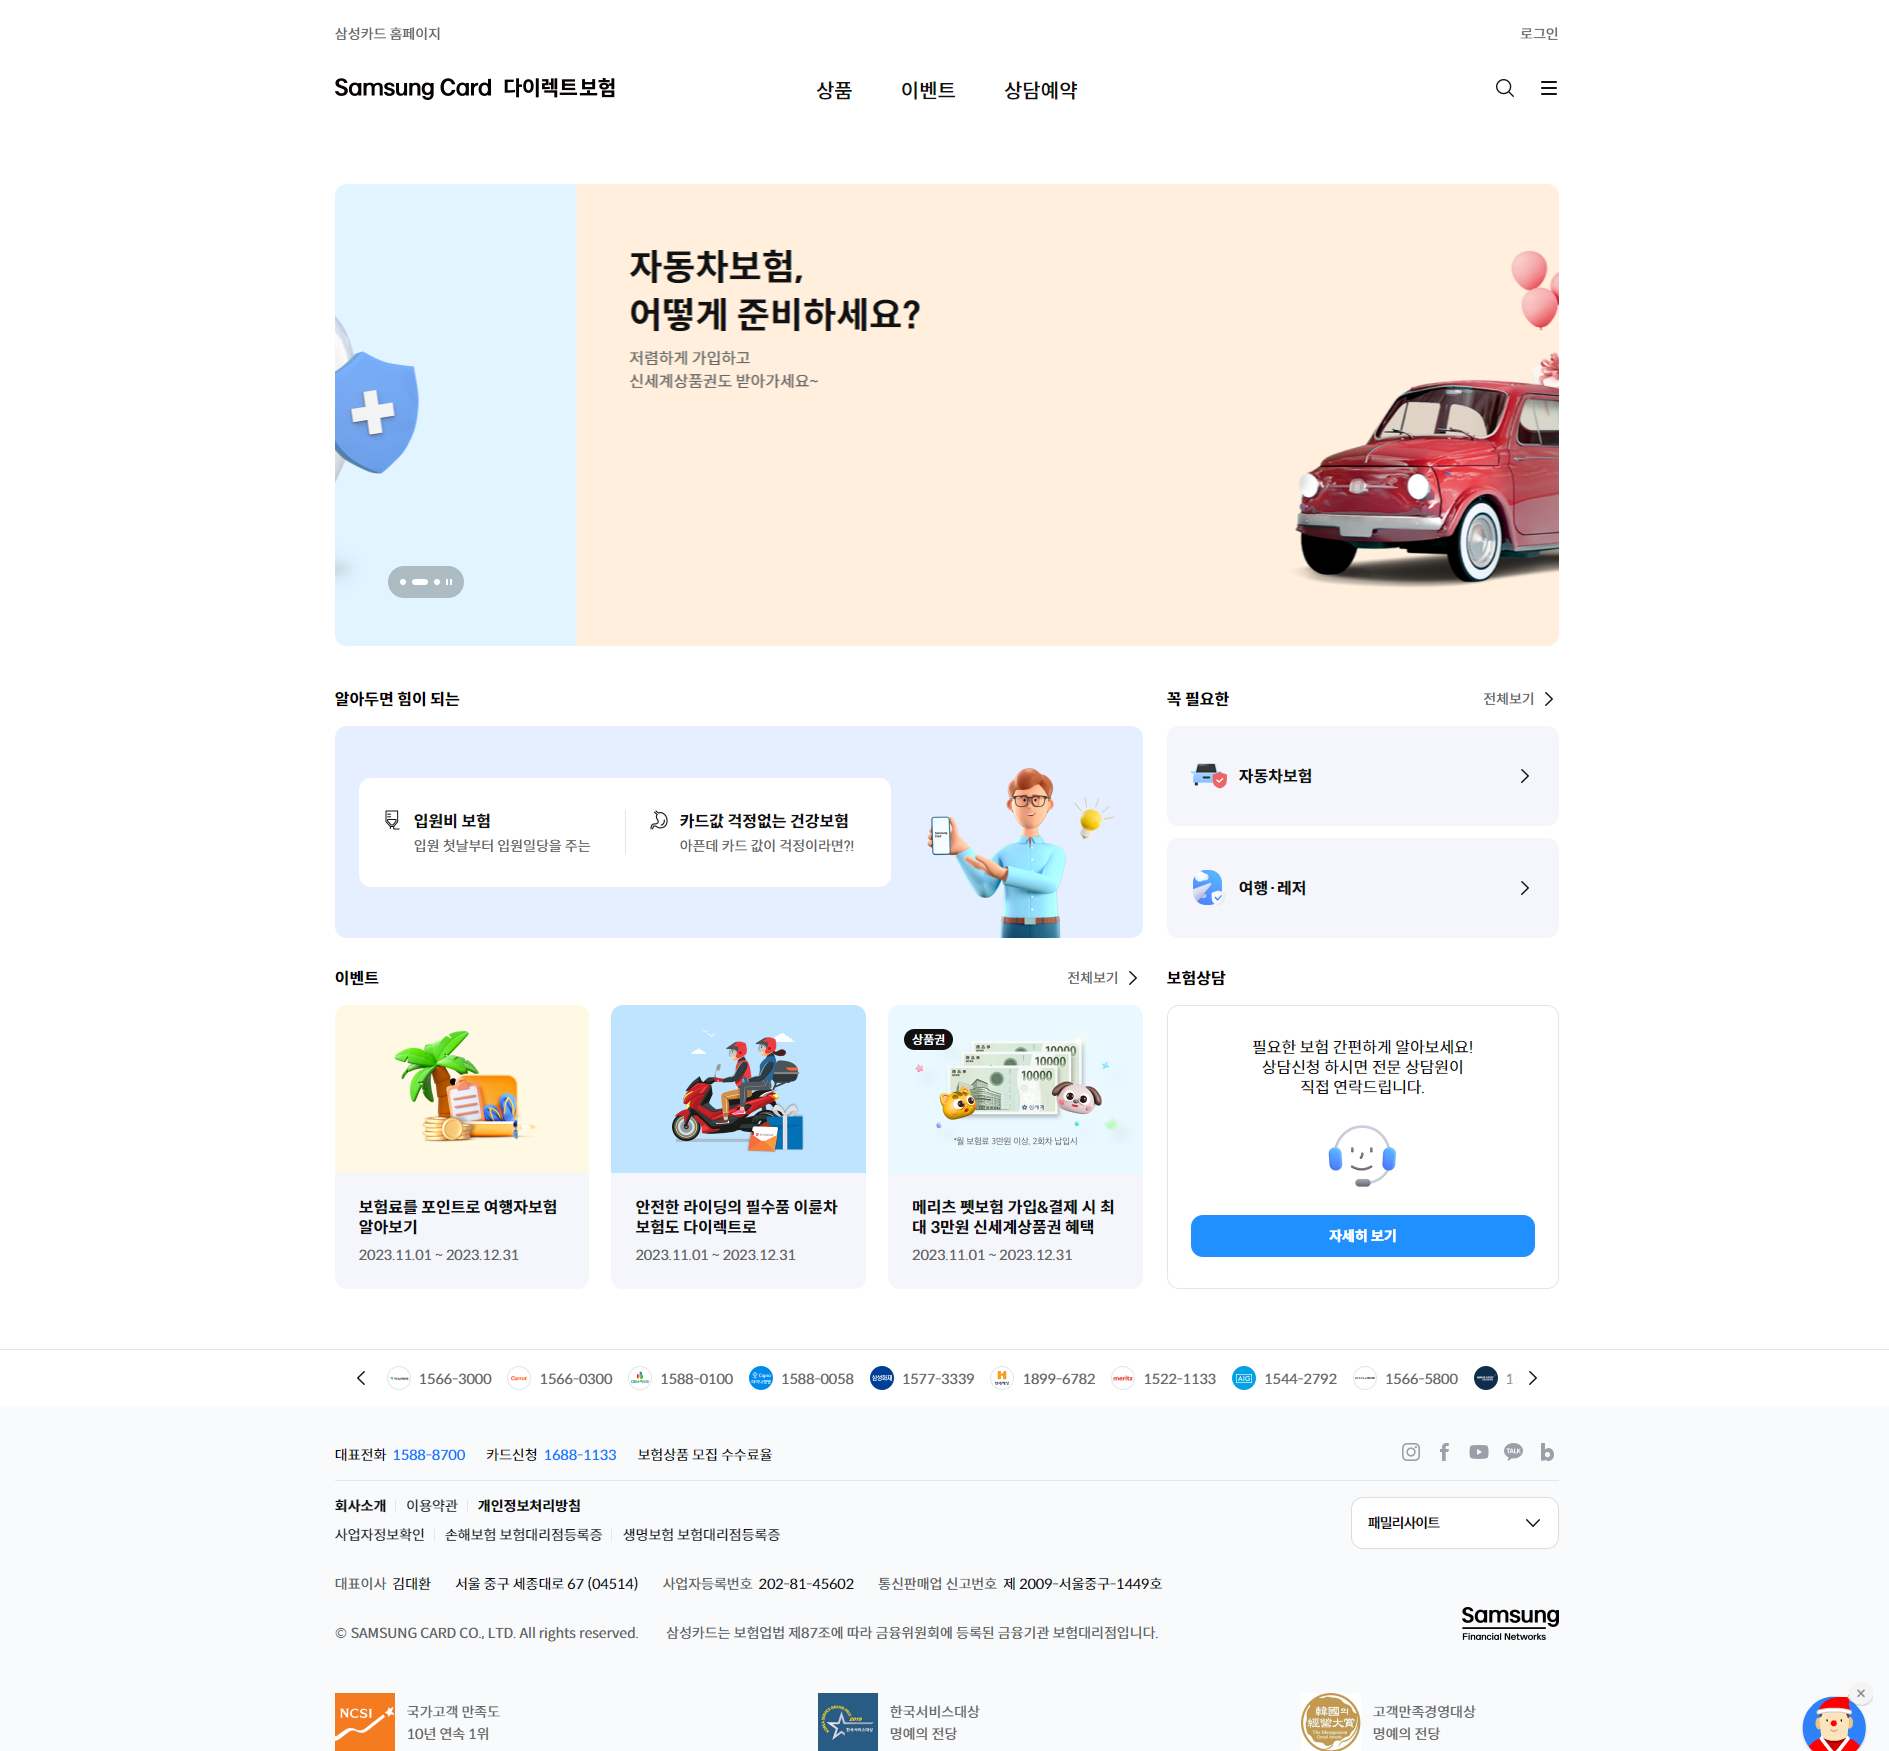 삼성카드 홈페이지
로그인
Samsung Card 다이렉트보험
상품
이벤트
상담예약
자동차보험,
어떻게 준비하세요?
저렴하게 가입하고
신세계상품권도 받아가세요~
알아두면 힘이 되는
입원비 보험
입원 첫날부터 입원일당을 주는
카드값 걱정없는 건강보험
아픈데 카드 값이 걱정이라면?!
꼭 필요한
전체보기
자동차보험
여행·레저
이벤트
전체보기
보험료를 포인트로 여행자보험
알아보기
2023.11.01 ~ 2023.12.31
안전한 라이딩의 필수품 이륜차
보험도 다이렉트로
2023.11.01 ~ 2023.12.31
상품권
10000
10000
10000
*월 보험료 3만원 이상, 2회차 납입시
메리츠 펫보험 가입&결제 시 최
대 3만원 신세계상품권 혜택
2023.11.01 ~ 2023.12.31
보험상담
필요한 보험 간편하게 알아보세요!
상담신청 하시면 전문 상담원이
직접 연락드립니다.
자세히 보기
1566-3000
Carrot
1566-0300
1588-0100
Cigna
1588-0058
삼성화재
1577-3339
1899-6782
meritz
1522-1133
AIG
1544-2792
1566-5800
1
대표전화 1588-8700
카드신청 1688-1133
보험상품 모집 수수료율
TALK
회사소개
이용약관
개인정보처리방침
사업자정보확인
손해보험 보험대리점등록증
생명보험 보험대리점등록증
패밀리사이트
대표이사 김대환
서울 중구 세종대로 67 (04514)
사업자등록번호 202-81-45602
통신판매업 신고번호 제 2009-서울중구-1449호
© SAMSUNG CARD CO., LTD. All rights reserved.
삼성카드는 보험업법 제87조에 따라 금융위원회에 등록된 금융기관 보험대리점입니다.
Samsung
Financial Networks
NCSI
국가고객 만족도
10년 연속 1위
2019
한국서비스대상
한국서비스대상
명예의 전당
韓國의
經營大賞
고객만족경영대상
명예의 전당